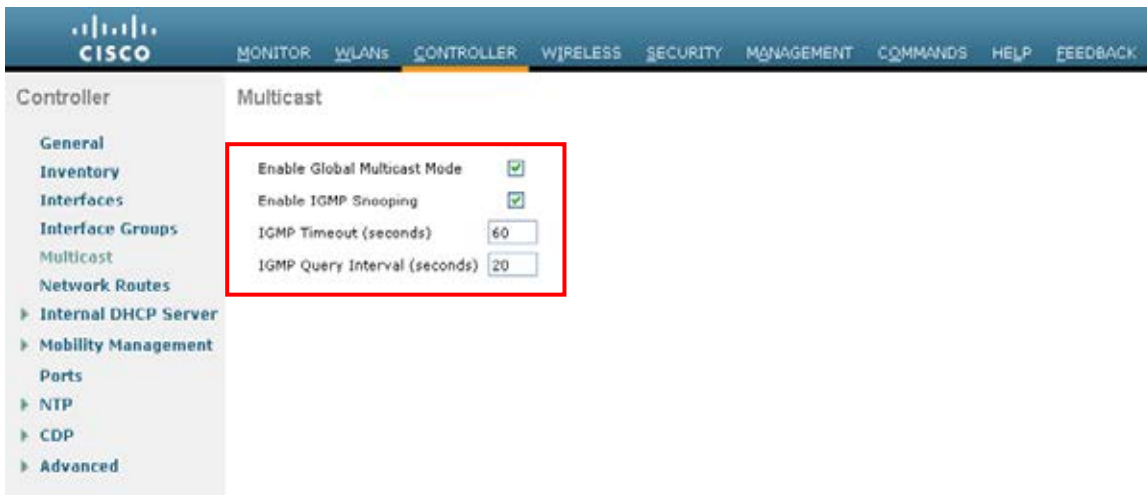 CISCO
MONITOR WLANs CONTROLLER WIRELESS SECURITY MANAGEMENT COMMANDS HELP FEEDBACK
Controller
General
Inventory
Interfaces
Interface Groups
Multicast
Network Routes
Internal DHCP Server
Mobility Management
Ports
NTP
CDP
Advanced
Multicast
Enable Global Multicast Mode
Enable IGMP Snooping
IGMP Timeout (seconds) 60
IGMP Query Interval (seconds) 20